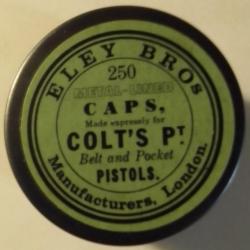 ELEY BROS
250
METAL-LINED
CAPS,
Made expressly for
COLT'S PT.
Belt and Pocket
PISTOLS.
Manufacturers, London.